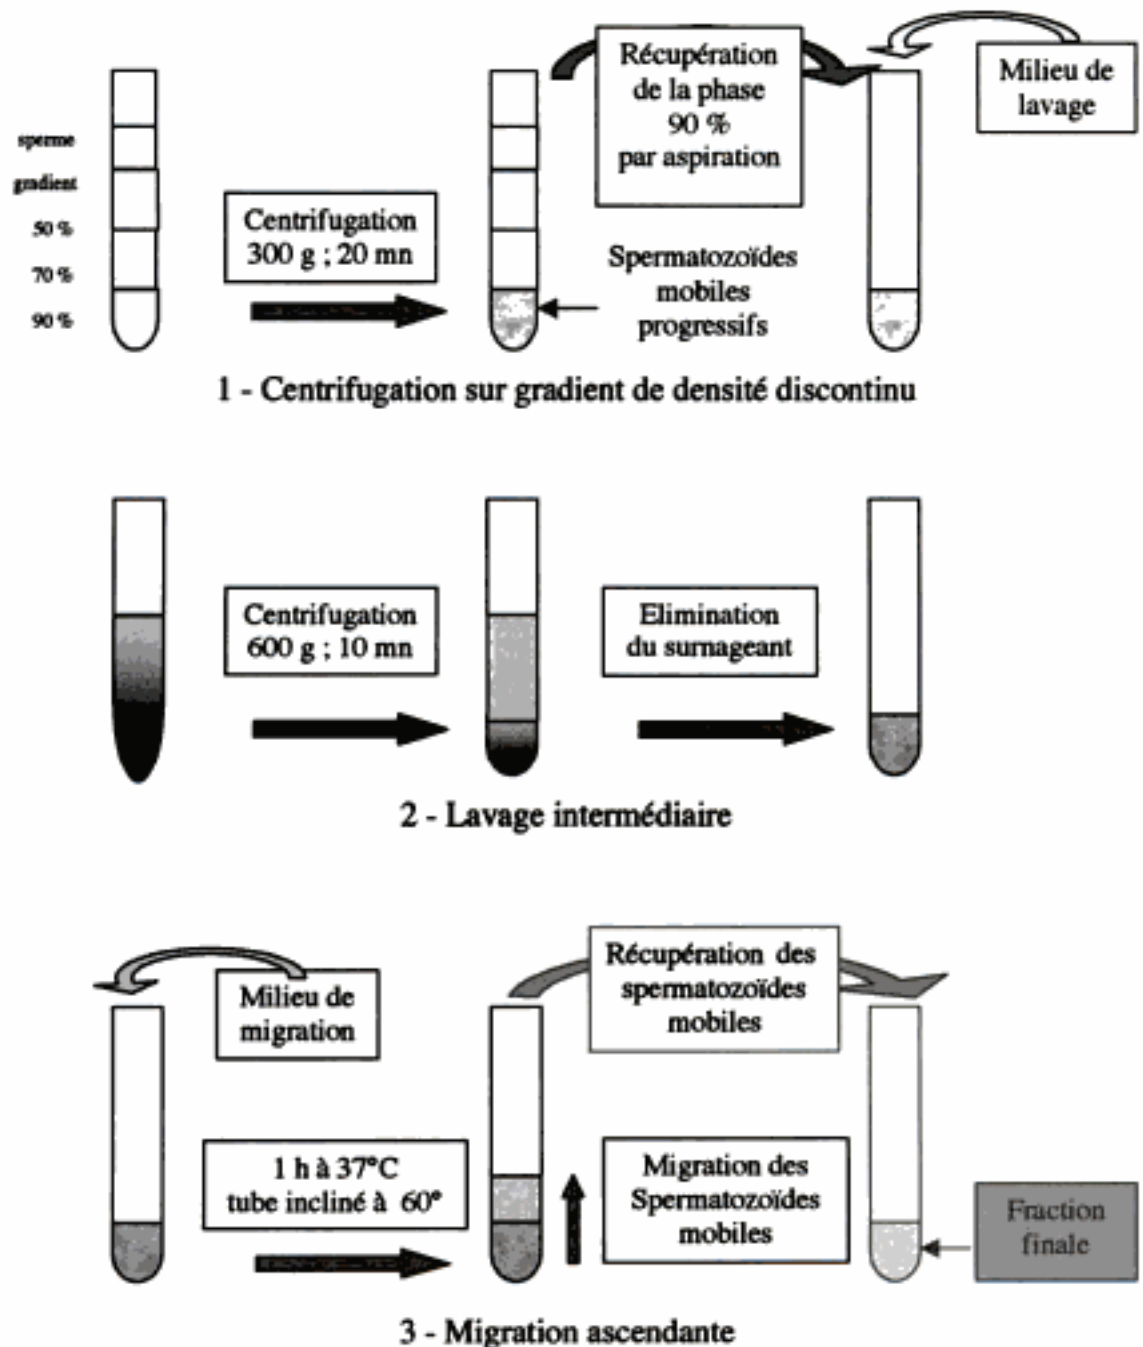 Récupération
de la phase
90 %
par aspiration
Milieu de
lavage
sperme
gradient
50 %
70 %
90 %
Centrifugation
300 g ; 20 mn
Spermatozoïdes
mobiles
progressifs
1 - Centrifugation sur gradient de densité discontinu
Centrifugation
600 g ; 10 mn
Elimination
du surnageant
2 - Lavage intermédiaire
Milieu de
migration
Récupération des
spermatozoïdes
mobiles
1 h à 37°C
tube incliné à 60°
Migration des
Spermatozoïdes
mobiles
Fraction
finale
3 - Migration ascendante